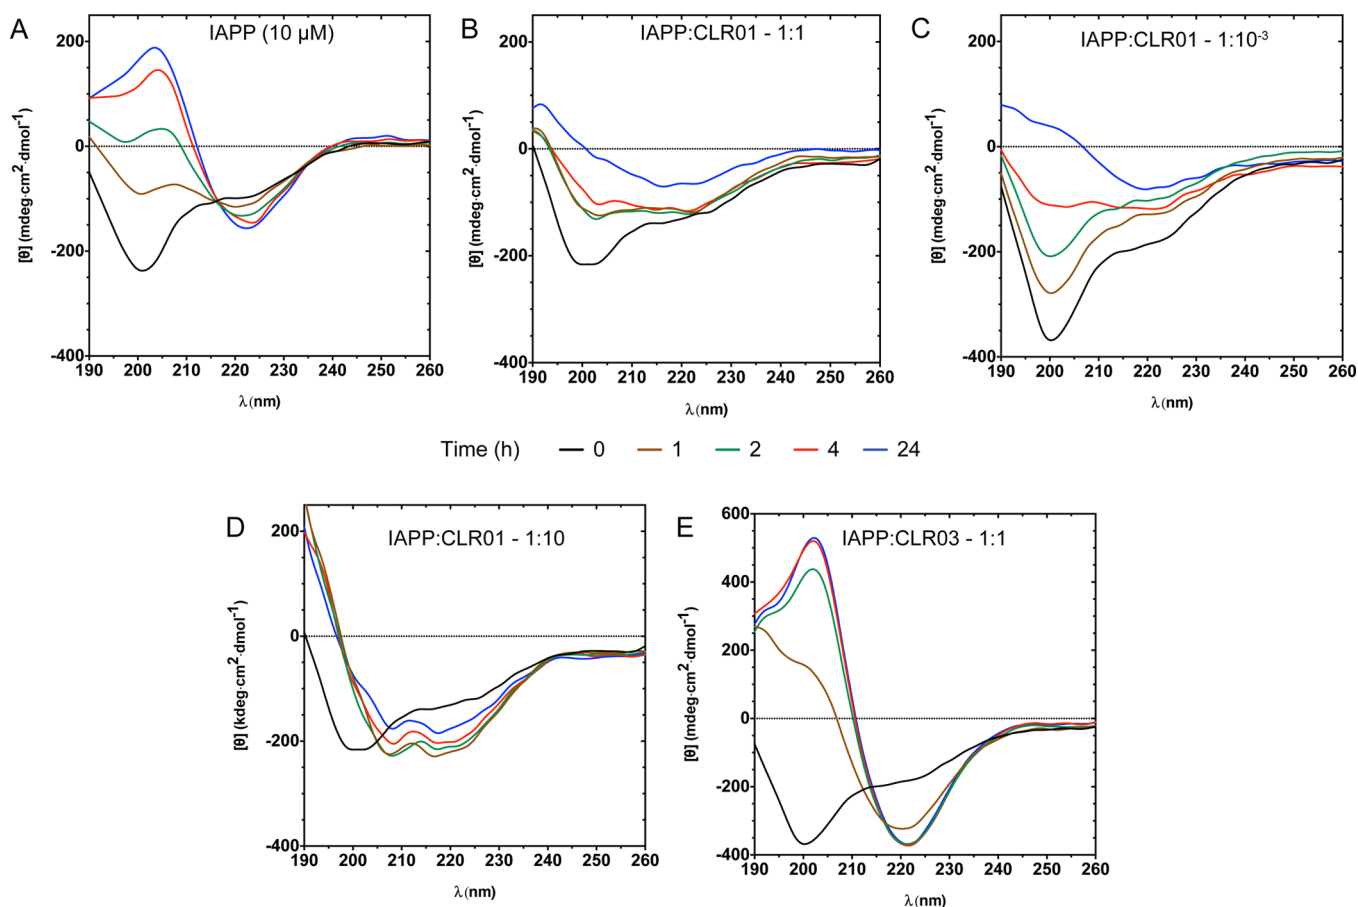 A
IAPP (10 µM)
[θ] (mdeg·cm²·dmol⁻¹)
200
0
-200
-400
190 200 210 220 230 240 250 260
λ(nm)
B
IAPP:CLR01 - 1:1
[θ] (mdeg·cm²·dmol⁻¹)
200
0
-200
-400
190 200 210 220 230 240 250 260
λ(nm)
C
IAPP:CLR01 - 1:10⁻³
[θ] (mdeg·cm²·dmol⁻¹)
200
0
-200
-400
190 200 210 220 230 240 250 260
λ(nm)
Time (h) 0 1 2 4 24
D
IAPP:CLR01 - 1:10
[θ] (kdeg·cm²·dmol⁻¹)
200
0
-200
-400
190 200 210 220 230 240 250 260
λ(nm)
E
IAPP:CLR03 - 1:1
[θ] (mdeg·cm²·dmol⁻¹)
600
400
200
0
-200
-400
190 200 210 220 230 240 250 260
λ(nm)